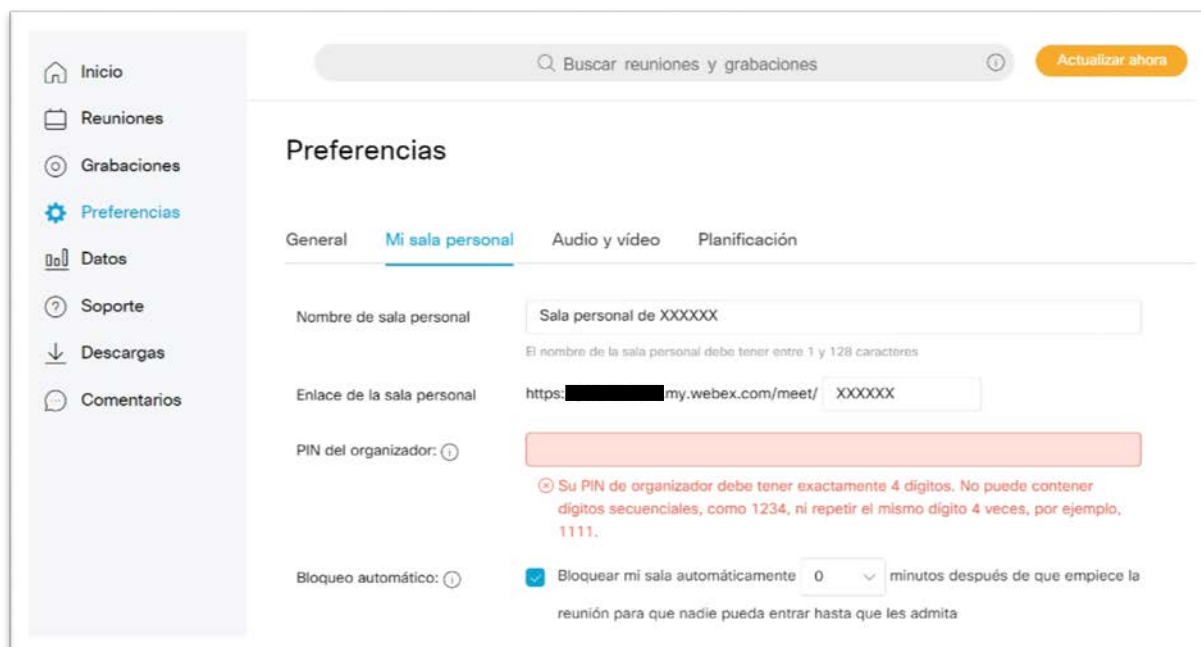 Inicio
Reuniones
Grabaciones
Preferencias
Datos
Soporte
Descargas
Comentarios
Buscar reuniones y grabaciones
Actualizar ahora
Preferencias
General Mi sala personal Audio y vídeo Planificación
Nombre de sala personal Sala personal de XXXXXX
El nombre de la sala personal debe tener entre 1 y 128 caracteres
Enlace de la sala personal https: .my.webex.com/meet/ XXXXXX
PIN del organizador:
Su PIN de organizador debe tener exactamente 4 dígitos. No puede contener
dígitos secuenciales, como 1234, ni repetir el mismo dígito 4 veces, por ejemplo,
1111.
Bloqueo automático: Bloquear mi sala automáticamente 0 minutos después de que empiece la
reunión para que nadie pueda entrar hasta que les admita